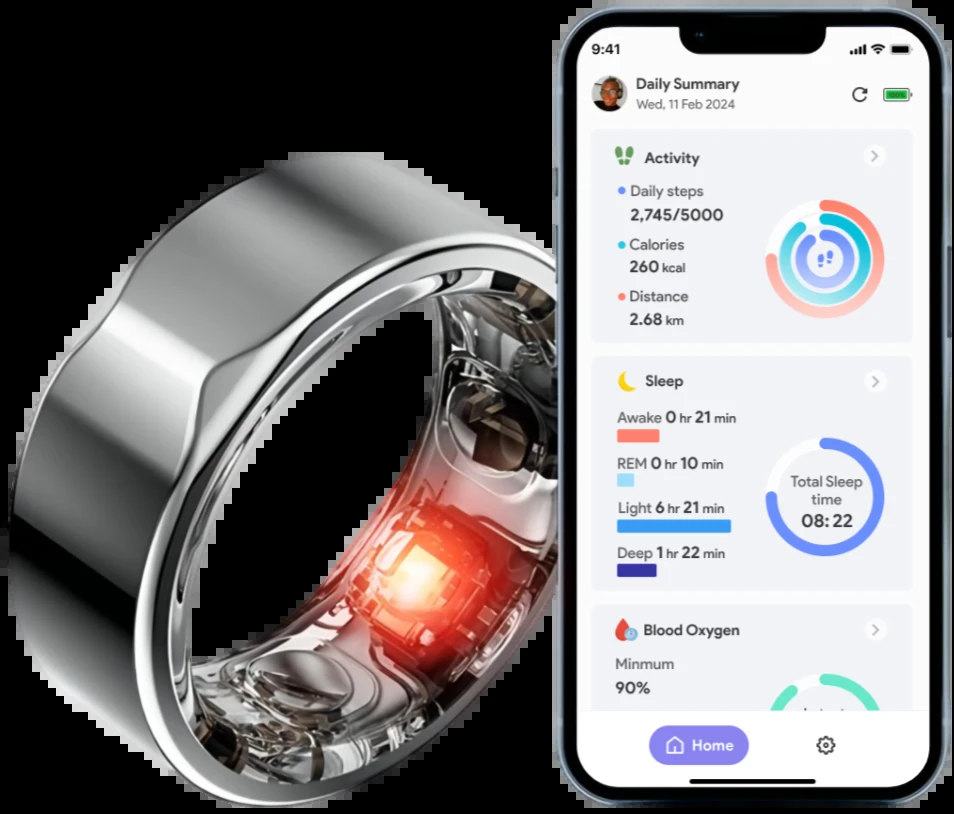 9:41
Daily Summary
Wed, 11 Feb 2024
100%
Activity
Daily steps
2,745/5000
Calories
260 kcal
Distance
2.68 km
Sleep
Awake 0 hr 21 min
REM 0 hr 10 min
Light 6 hr 21 min
Deep 1 hr 22 min
Total Sleep
time
08:22
Blood Oxygen
Minmum
90%
Home